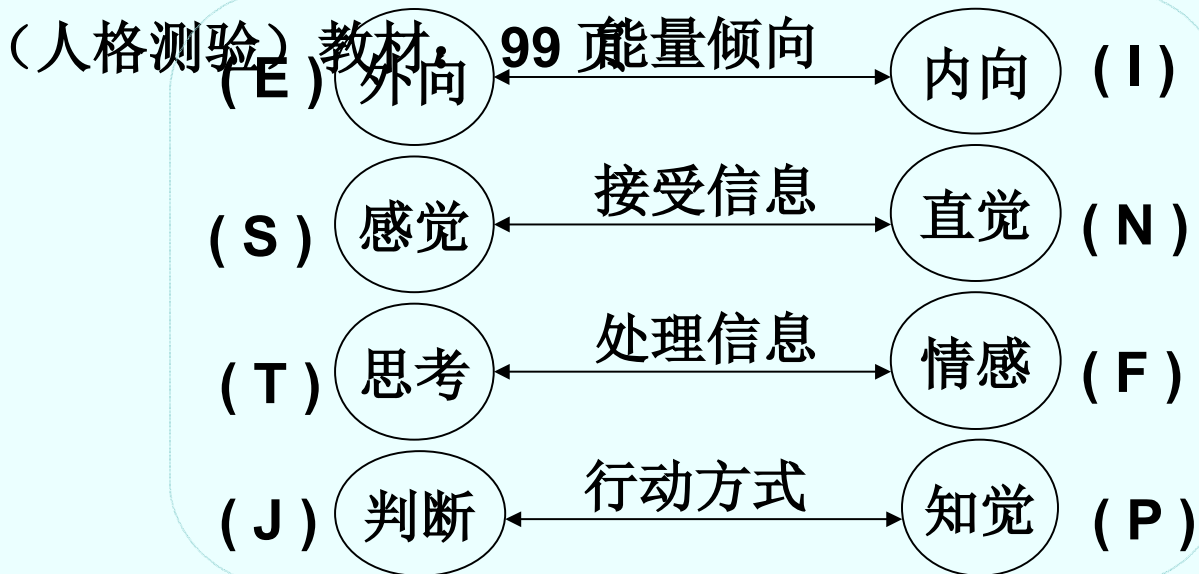 （人格测验）教材，99 页
能量倾向
( E ) 外向 内向 ( I )
接受信息
( S ) 感觉 直觉 ( N )
处理信息
( T ) 思考 情感 ( F )
行动方式
( J ) 判断 知觉 ( P )